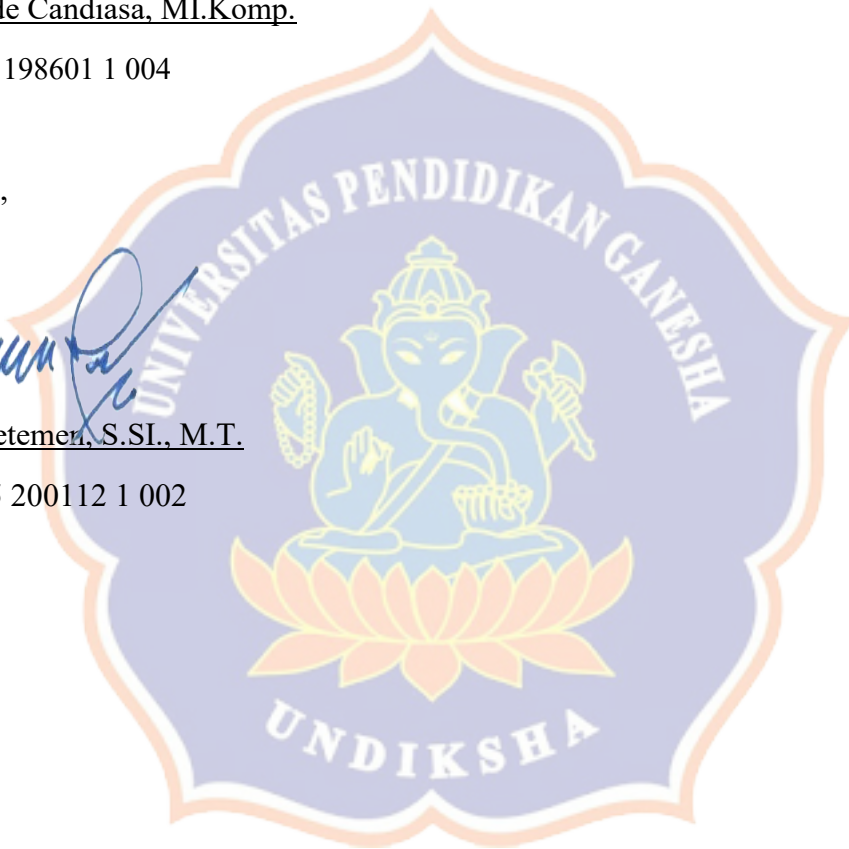 de Candiasa, MI.Komp.
198601 1 004
,
etemen, S.SI., M.T.
200112 1 002
UNIVERSITAS PENDIDIKAN GANESHA
UNDIKSHA